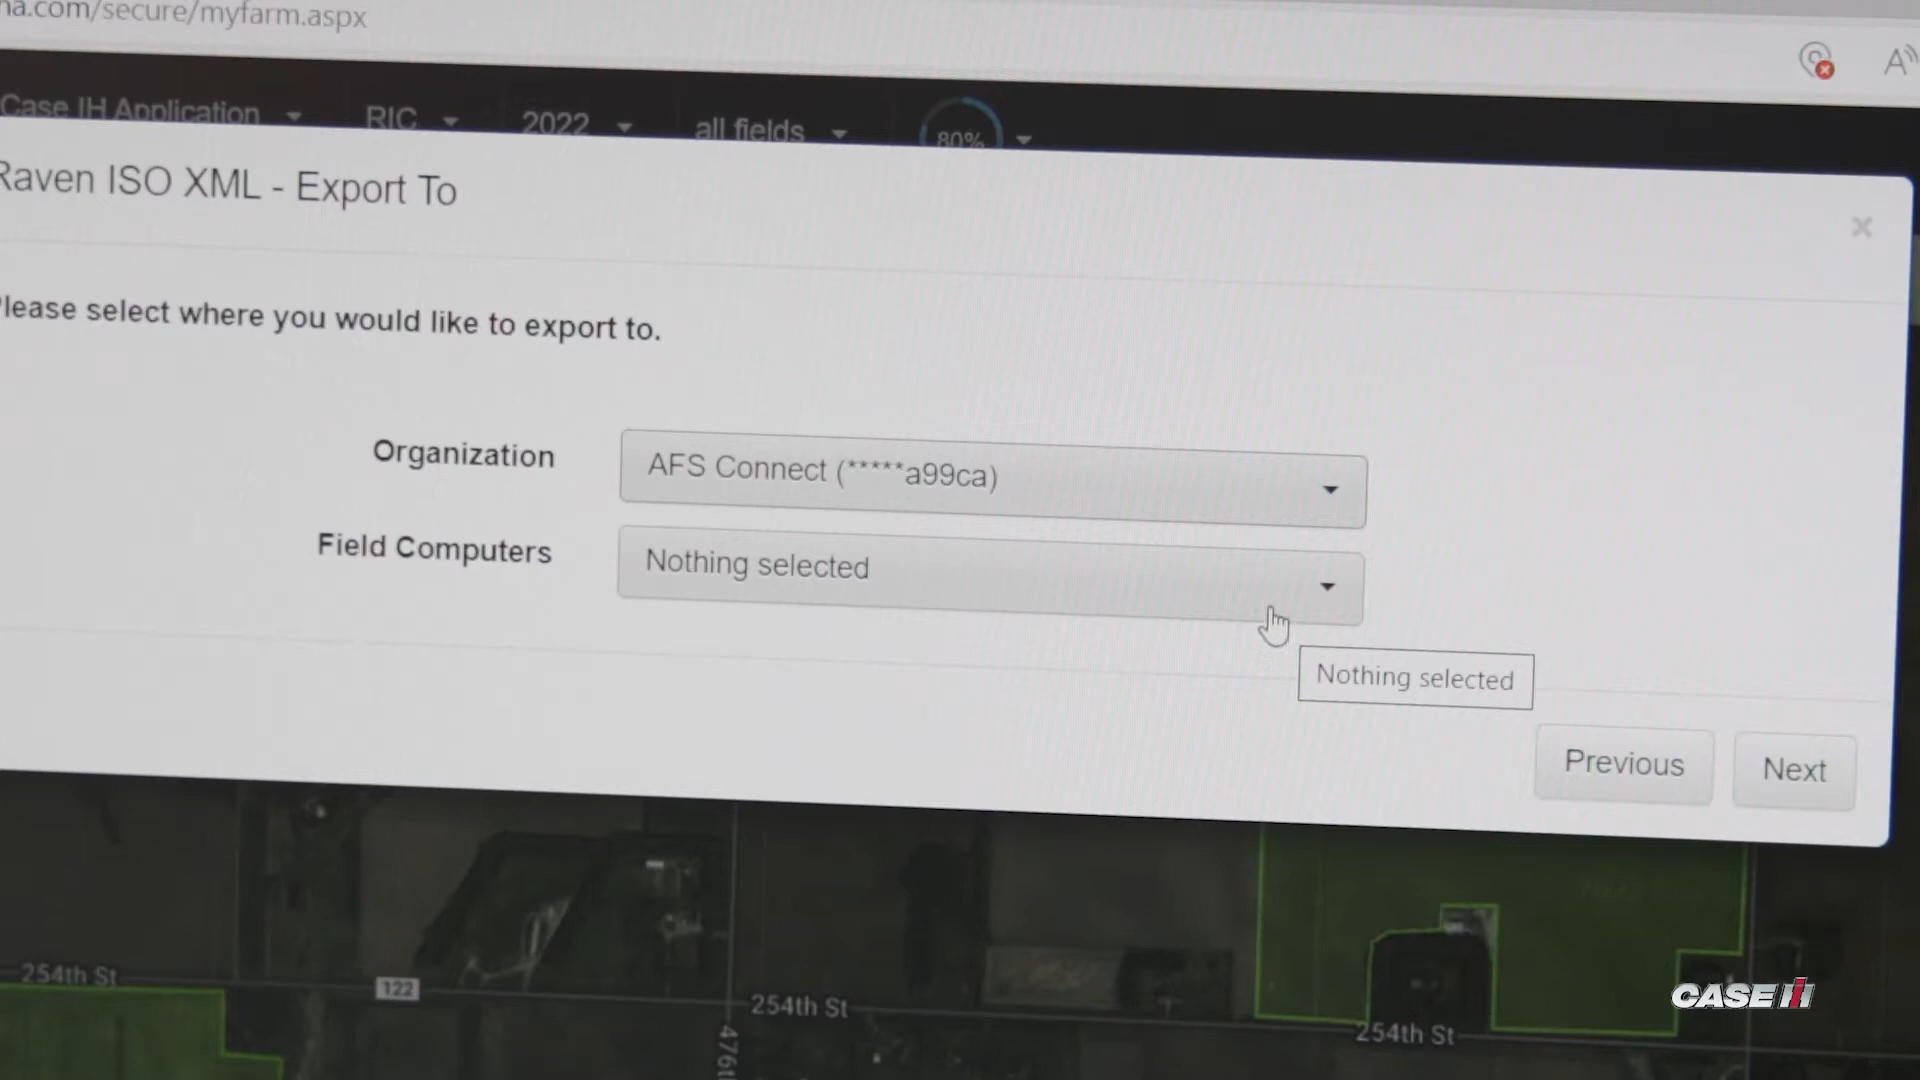 na.com/secure/myfarm.aspx
Case IH Application
RIC
2022
all fields
80%
Raven ISO XML - Export To
Please select where you would like to export to.
Organization
AFS Connect (*****a99ca)
Field Computers
Nothing selected
Nothing selected
Previous
Next
254th St
122
254th St
254th St
476th
CASE IH